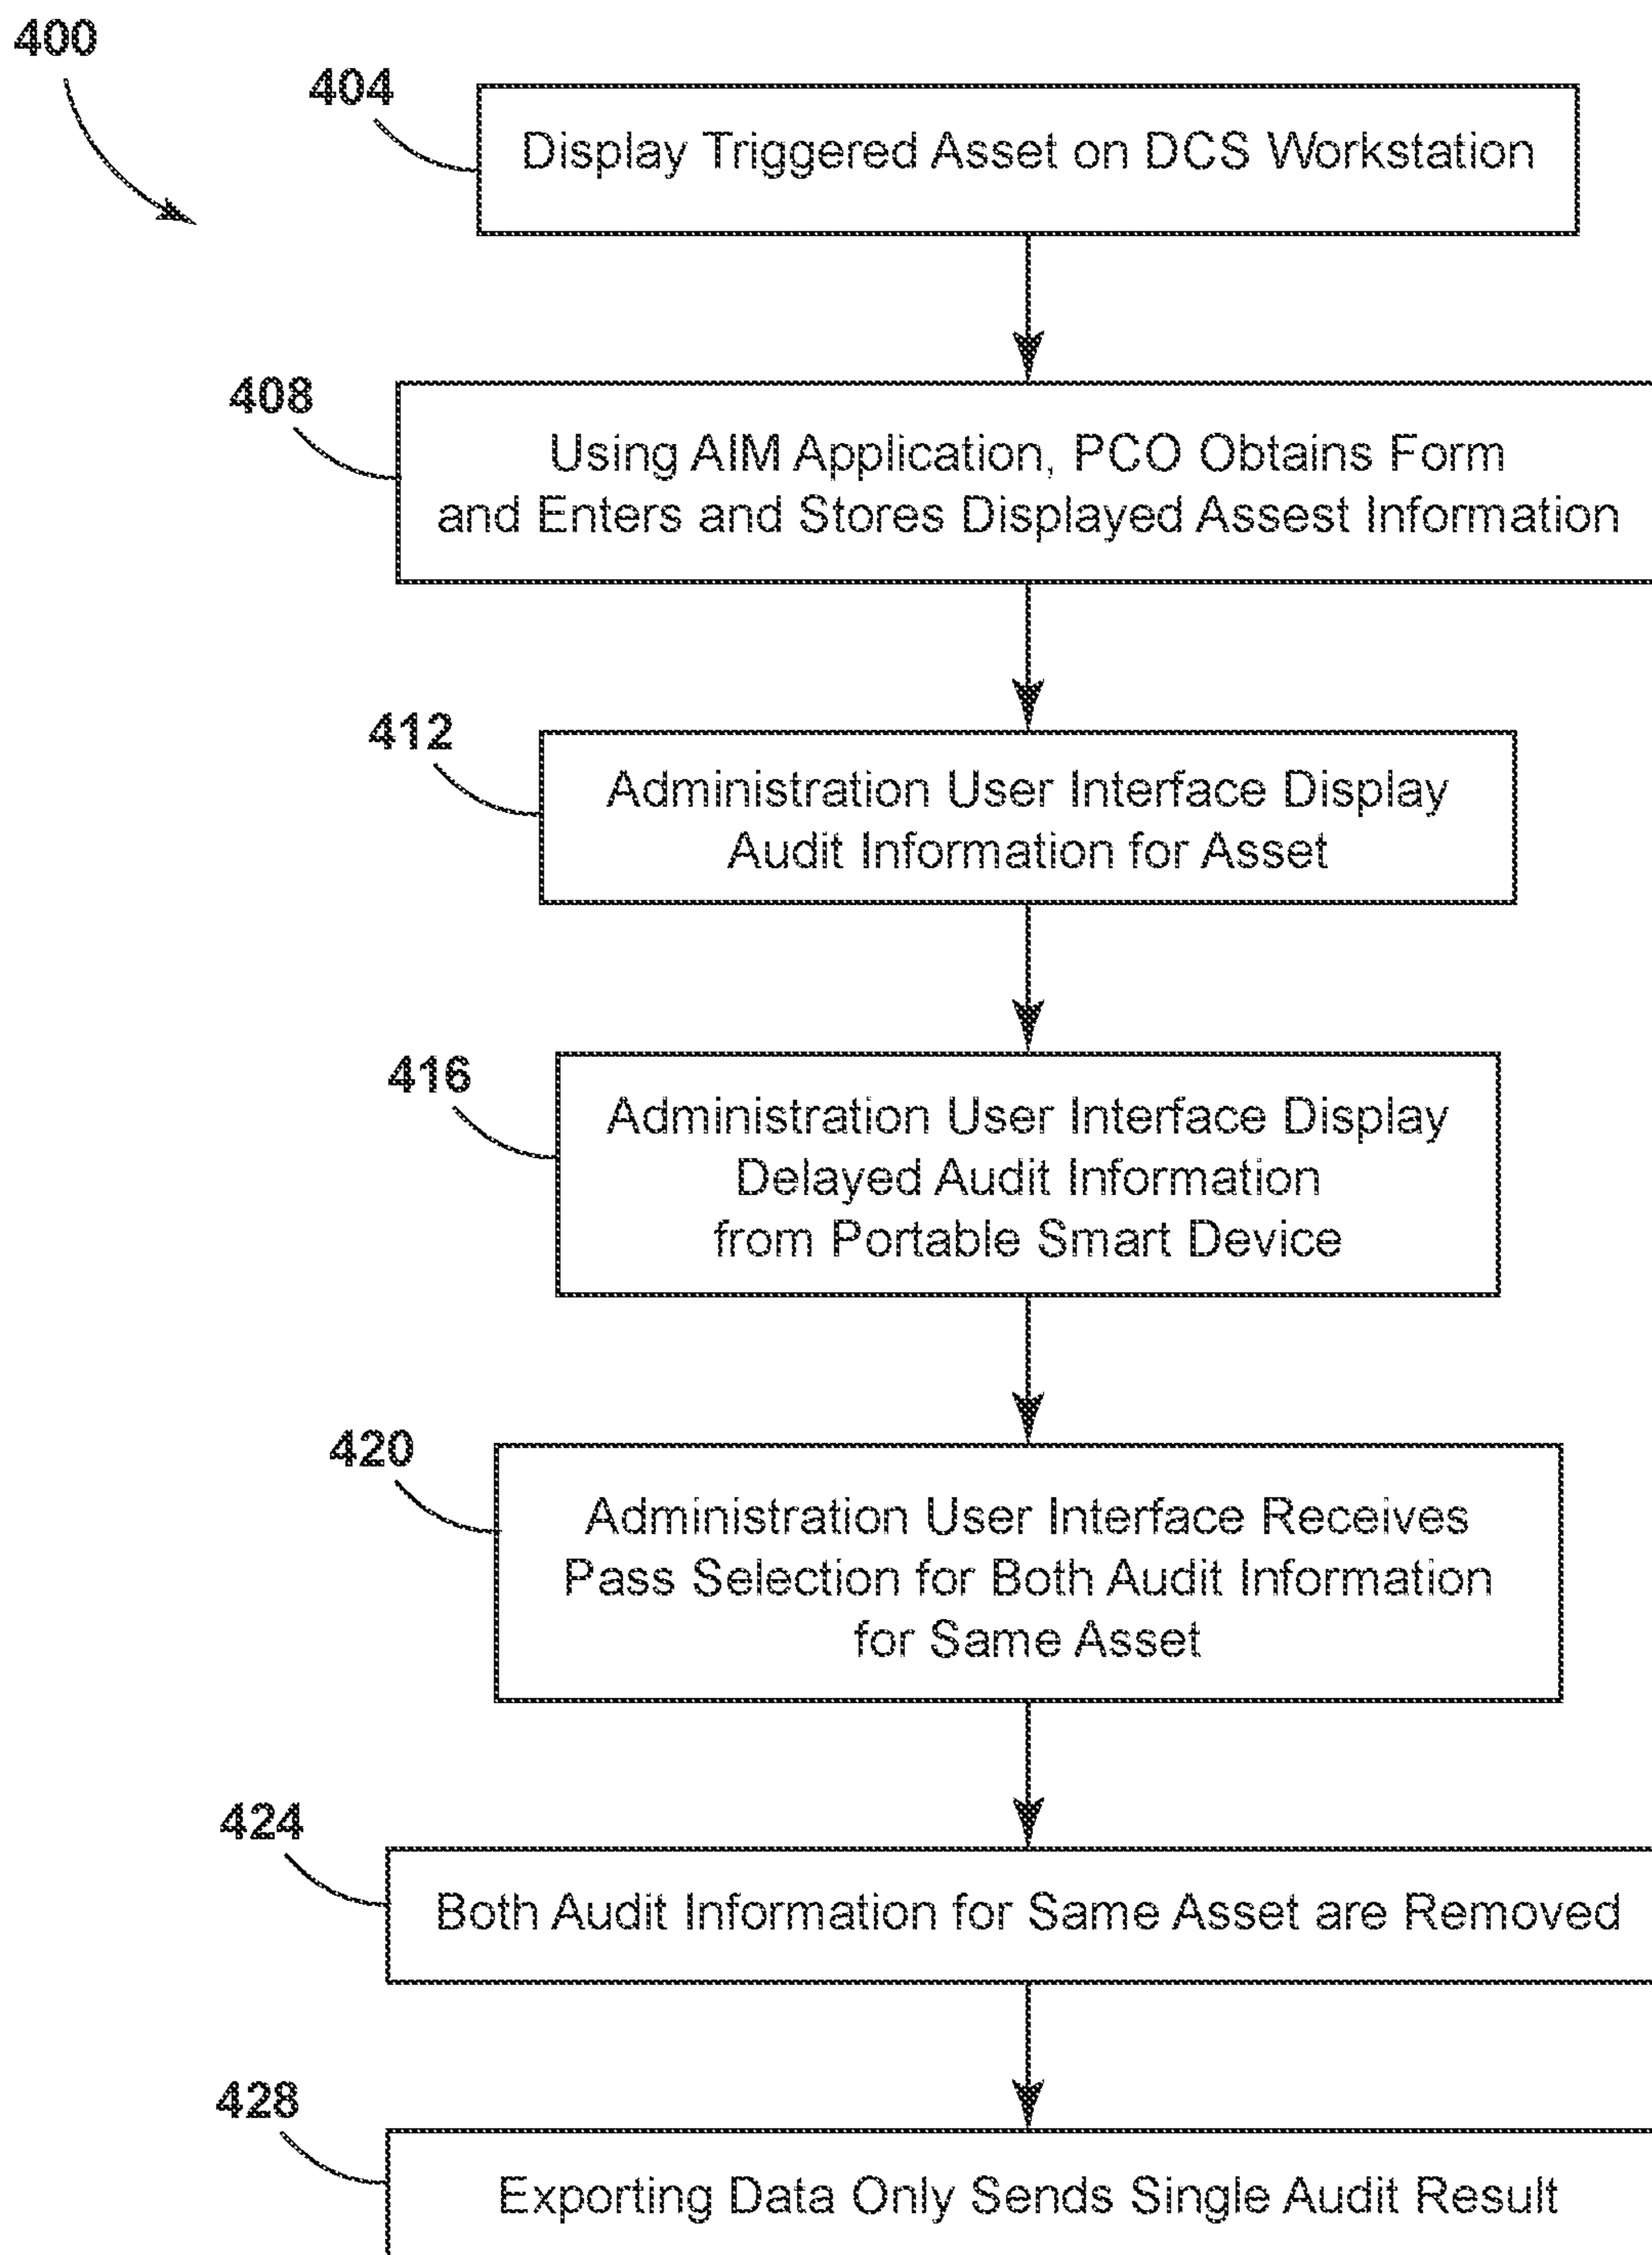 400
404
Display Triggered Asset on DCS Workstation
408
Using AIM Application, PCO Obtains Form
and Enters and Stores Displayed Assest Information
412
Administration User Interface Display
Audit Information for Asset
416
Administration User Interface Display
Delayed Audit Information
from Portable Smart Device
420
Administration User Interface Receives
Pass Selection for Both Audit Information
for Same Asset
424
Both Audit Information for Same Asset are Removed
428
Exporting Data Only Sends Single Audit Result